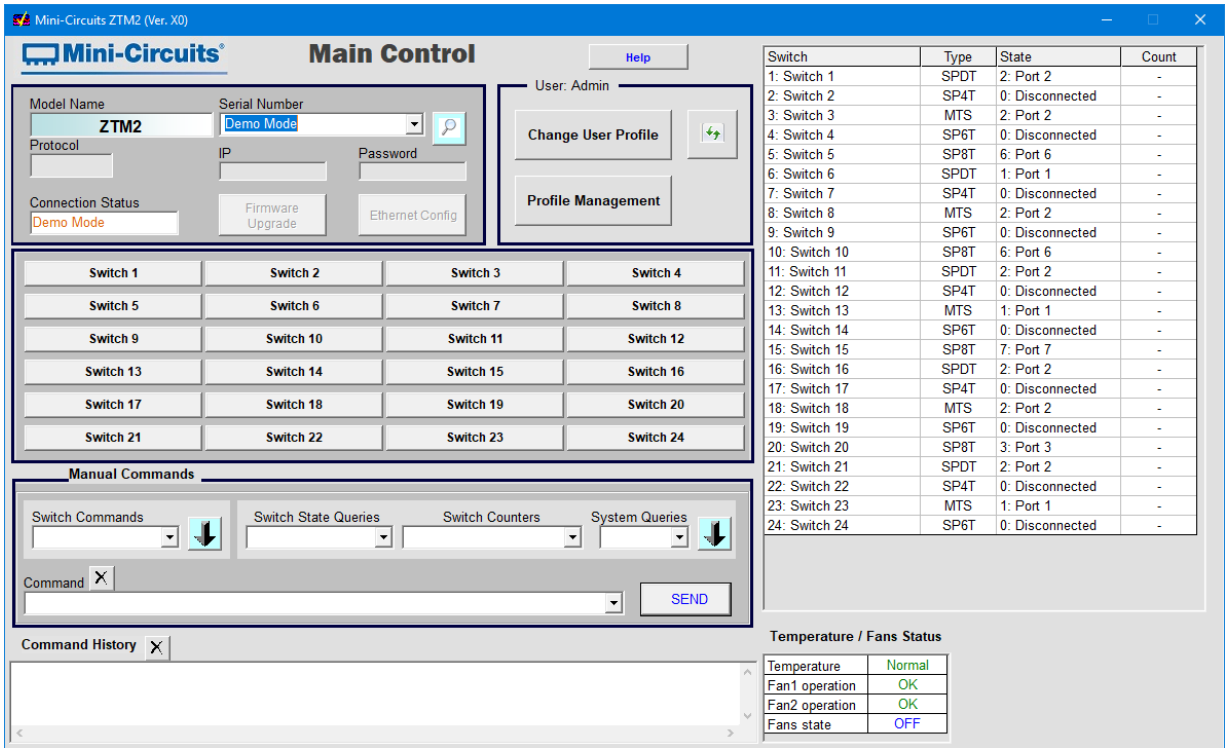 Mini-Circuits ZTM2 (Ver. X0)
Mini-Circuits®
Main Control
Help
Model Name
Serial Number
ZTM2
Demo Mode
Protocol
IP
Password
Connection Status
Demo Mode
Firmware
Upgrade
Ethernet Config
User: Admin
Change User Profile
Profile Management
Switch 1 Switch 2 Switch 3 Switch 4
Switch 5 Switch 6 Switch 7 Switch 8
Switch 9 Switch 10 Switch 11 Switch 12
Switch 13 Switch 14 Switch 15 Switch 16
Switch 17 Switch 18 Switch 19 Switch 20
Switch 21 Switch 22 Switch 23 Switch 24
Manual Commands
Switch Commands
Switch State Queries
Switch Counters
System Queries
Command X
SEND
Command History X
Switch Type State Count
1: Switch 1 SPDT 2: Port 2 -
2: Switch 2 SP4T 0: Disconnected -
3: Switch 3 MTS 2: Port 2 -
4: Switch 4 SP6T 0: Disconnected -
5: Switch 5 SP8T 6: Port 6 -
6: Switch 6 SPDT 1: Port 1 -
7: Switch 7 SP4T 0: Disconnected -
8: Switch 8 MTS 2: Port 2 -
9: Switch 9 SP6T 0: Disconnected -
10: Switch 10 SP8T 6: Port 6 -
11: Switch 11 SPDT 2: Port 2 -
12: Switch 12 SP4T 0: Disconnected -
13: Switch 13 MTS 1: Port 1 -
14: Switch 14 SP6T 0: Disconnected -
15: Switch 15 SP8T 7: Port 7 -
16: Switch 16 SPDT 2: Port 2 -
17: Switch 17 SP4T 0: Disconnected -
18: Switch 18 MTS 2: Port 2 -
19: Switch 19 SP6T 0: Disconnected -
20: Switch 20 SP8T 3: Port 3 -
21: Switch 21 SPDT 2: Port 2 -
22: Switch 22 SP4T 0: Disconnected -
23: Switch 23 MTS 1: Port 1 -
24: Switch 24 SP6T 0: Disconnected -
Temperature / Fans Status
Temperature Normal
Fan1 operation OK
Fan2 operation OK
Fans state OFF